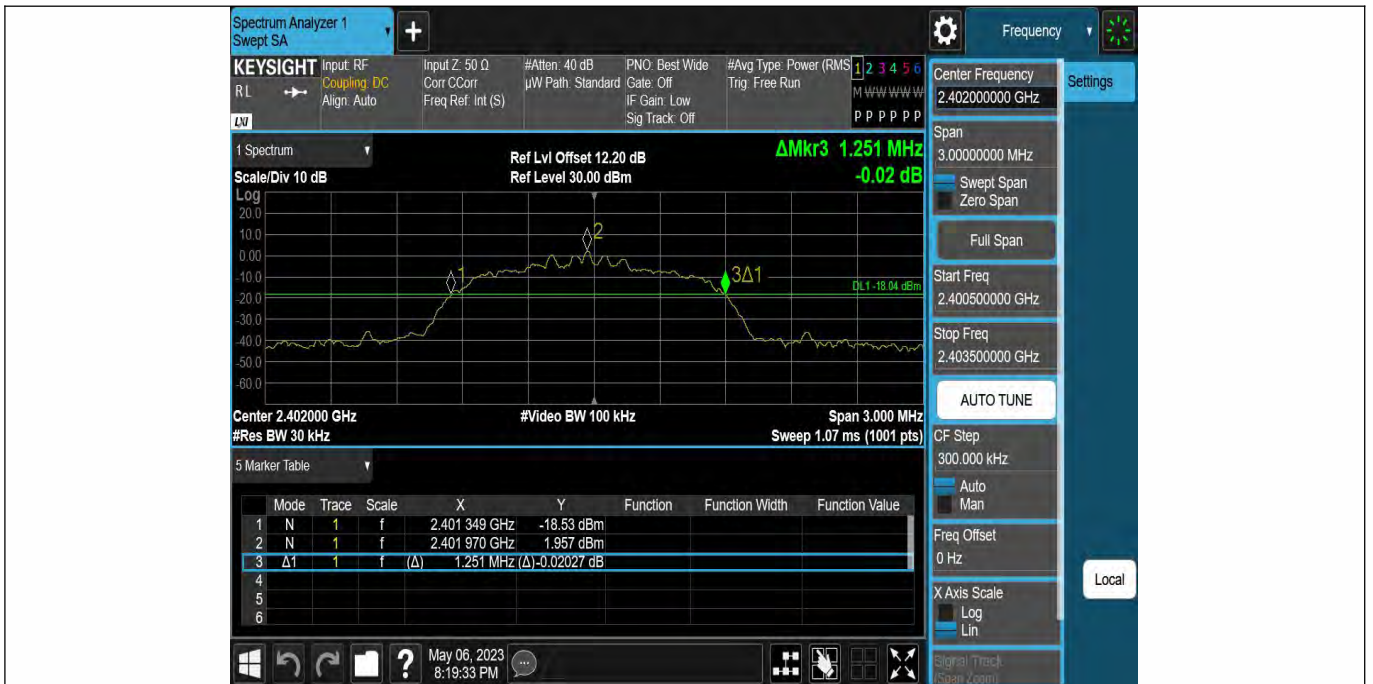 Spectrum Analyzer 1
Swept SA
+
Frequency
KEYSIGHT
RL
LXI
Input: RF
Coupling: DC
Align: Auto
Input Z: 50 Ω
Corr CCorr
Freq Ref: Int (S)
#Atten: 40 dB
µW Path: Standard
PNO: Best Wide
Gate: Off
IF Gain: Low
Sig Track: Off
#Avg Type: Power (RMS
Trig: Free Run
1 2 3 4 5 6
M W W W W W
P P P P P P
1 Spectrum
Scale/Div 10 dB
Ref Lvl Offset 12.20 dB
Ref Level 30.00 dBm
ΔMkr3 1.251 MHz
-0.02 dB
Log
20.0
10.0
0.00
-10.0
-20.0
-30.0
-40.0
-50.0
-60.0
1
2
3Δ1
DL1 -18.04 dBm
Center 2.402000 GHz
#Video BW 100 kHz
Span 3.000 MHz
#Res BW 30 kHz
Sweep 1.07 ms (1001 pts)
5 Marker Table
Mode Trace Scale X Y Function Function Width Function Value
1 N 1 f 2.401 349 GHz -18.53 dBm
2 N 1 f 2.401 970 GHz 1.957 dBm
3 Δ1 1 f (Δ) 1.251 MHz (Δ) -0.02027 dB
4
5
6
?
May 06, 2023
8:19:33 PM
Center Frequency
2.402000000 GHz
Settings
Span
3.00000000 MHz
Swept Span
Zero Span
Full Span
Start Freq
2.400500000 GHz
Stop Freq
2.403500000 GHz
AUTO TUNE
CF Step
300.000 kHz
Auto
Man
Freq Offset
0 Hz
X Axis Scale
Log
Lin
Local
Signal Track
(Span Zoom)